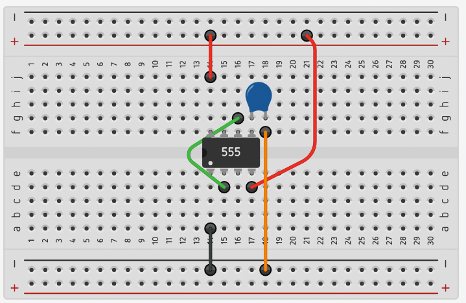 − −
+ +
1 2 3 4 5 6 7 8 9 10 11 12 13 14 15 16 17 18 19 20 21 22 23 24 25 26 27 28 29 30
j j
i i
h h
g g
f f
555
e e
d d
c c
b b
a a
1 2 3 4 5 6 7 8 9 10 11 12 13 14 15 16 17 18 19 20 21 22 23 24 25 26 27 28 29 30
− −
+ +